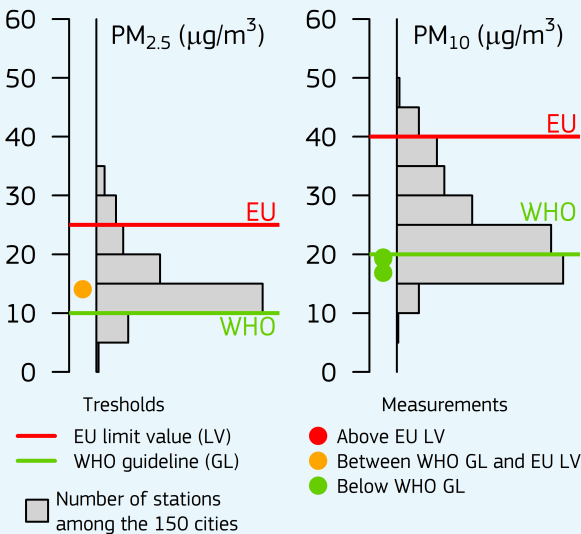 PM2.5 (µg/m3)
60
50
40
30
20
10
0
EU
WHO
PM10 (µg/m3)
60
50
40
30
20
10
0
EU
WHO
Tresholds
EU limit value (LV)
WHO guideline (GL)
Number of stations
among the 150 cities
Measurements
Above EU LV
Between WHO GL and EU LV
Below WHO GL